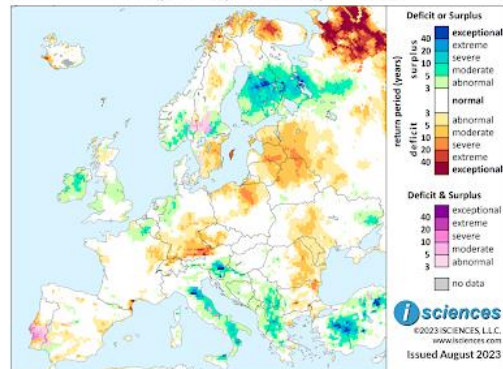 Deficit or Surplus
exceptional
40
extreme
20
severe
10
moderate
5
abnormal
3
normal
3
abnormal
5
moderate
10
severe
20
extreme
40
exceptional
surplus
deficit
return period (years)
Deficit & Surplus
exceptional
40
extreme
20
severe
10
moderate
5
abnormal
3
no data
i sciences
©2023 ISCIENCES, L.L.C.
www.isciences.com
Issued August 2023